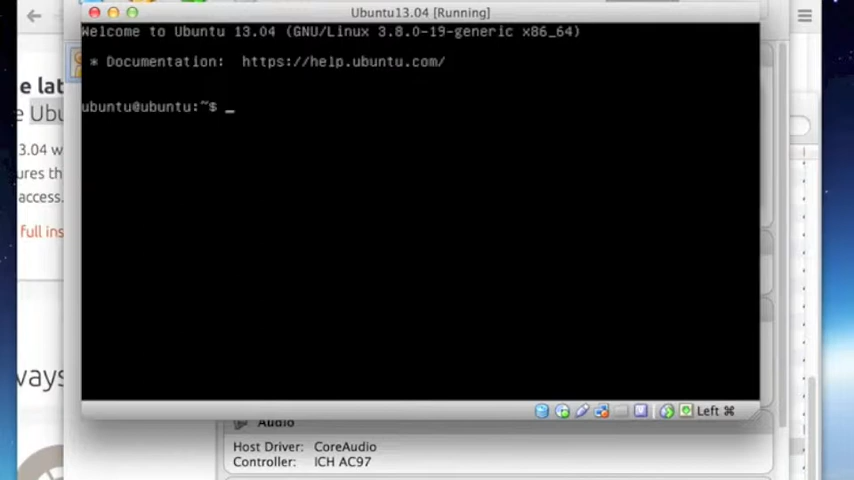 Ubuntu13.04 [Running]
Welcome to Ubuntu 13.04 (GNU/Linux 3.8.0-19-generic x86_64)
* Documentation: https://help.ubuntu.com/
ubuntu@ubuntu:~$ _
e lat
e Ubu
3.04 w
ures th
access.
full ins
ways
Left ⌘
Audio
Host Driver: CoreAudio
Controller: ICH AC97